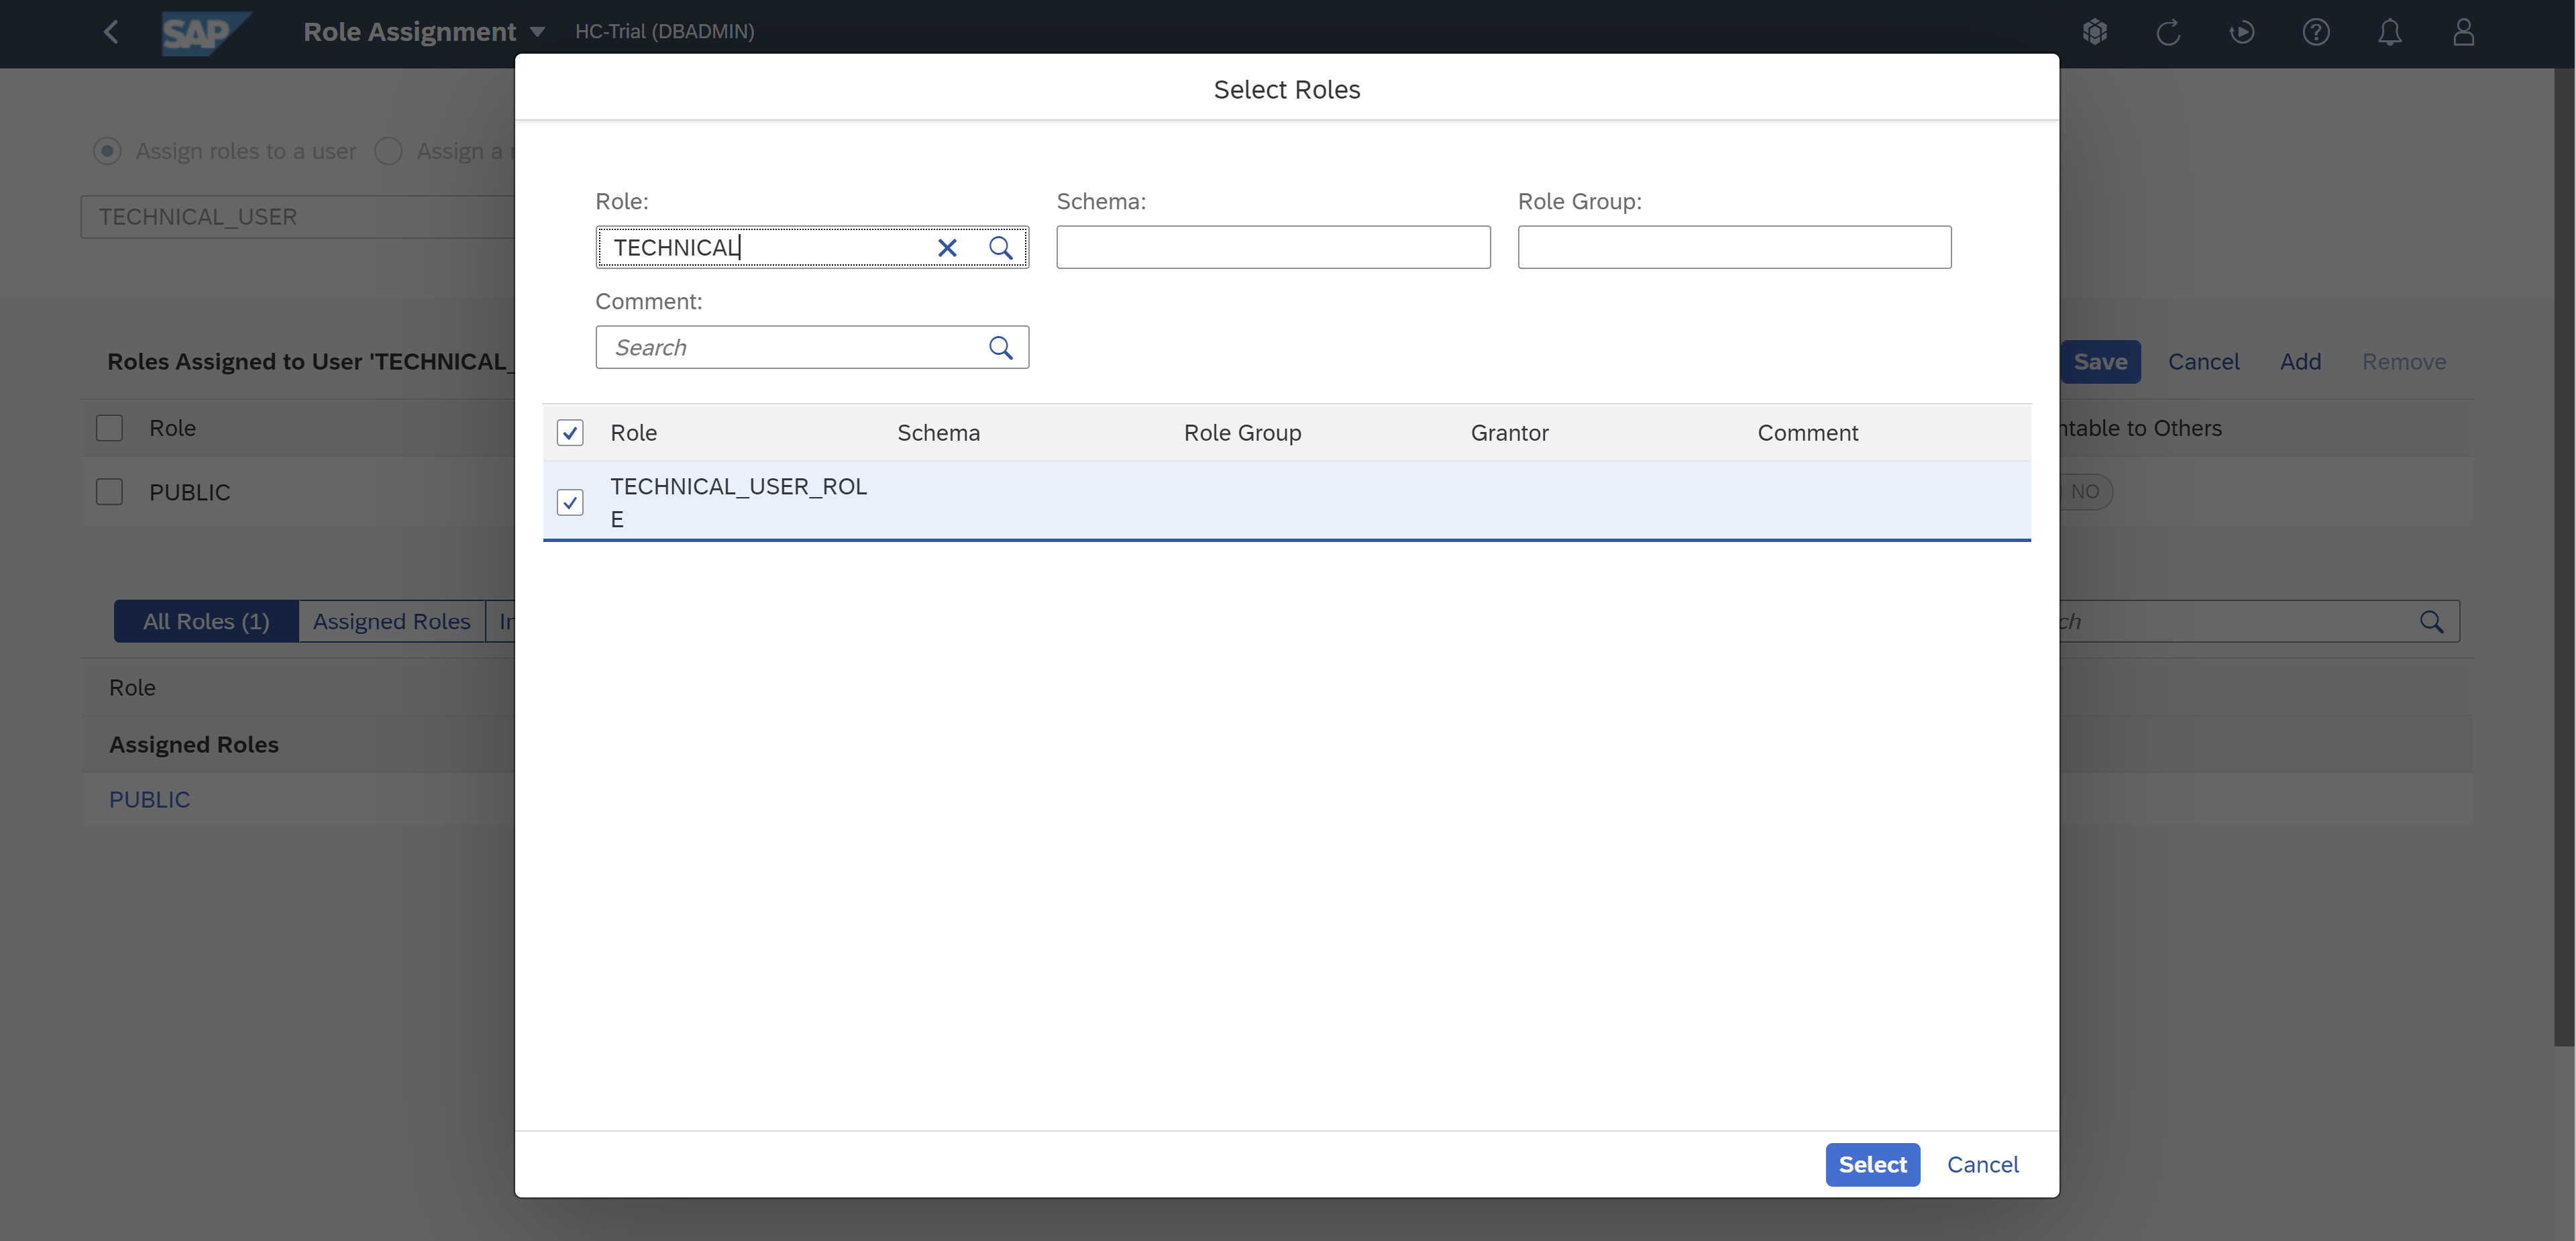 SAP
Role Assignment
HC-Trial (DBADMIN)
Select Roles
Assign roles to a user
Assign a
TECHNICAL_USER
Role:
Schema:
Role Group:
TECHNICAL
Comment:
Search
Roles Assigned to User 'TECHNICAL_
Save
Cancel
Add
Remove
Role
ntable to Others
PUBLIC
NO
Role
Schema
Role Group
Grantor
Comment
TECHNICAL_USER_ROL
E
All Roles (1)
Assigned Roles
In
ch
Role
Assigned Roles
PUBLIC
Select
Cancel